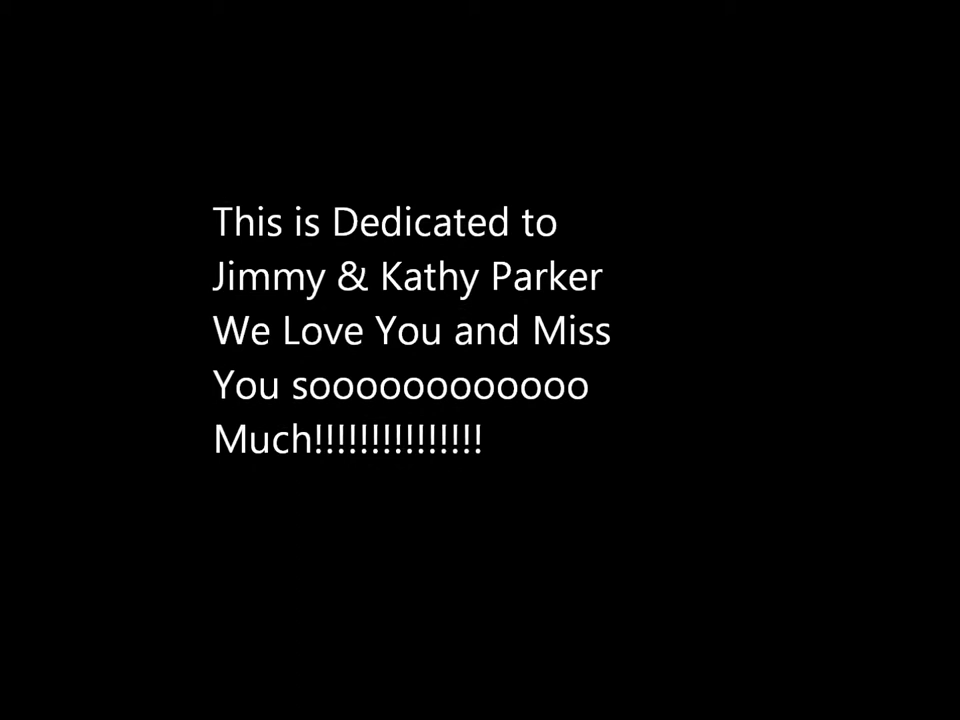 This is Dedicated to
Jimmy & Kathy Parker
We Love You and Miss
You soooooooooooo
Much!!!!!!!!!!!!!!!